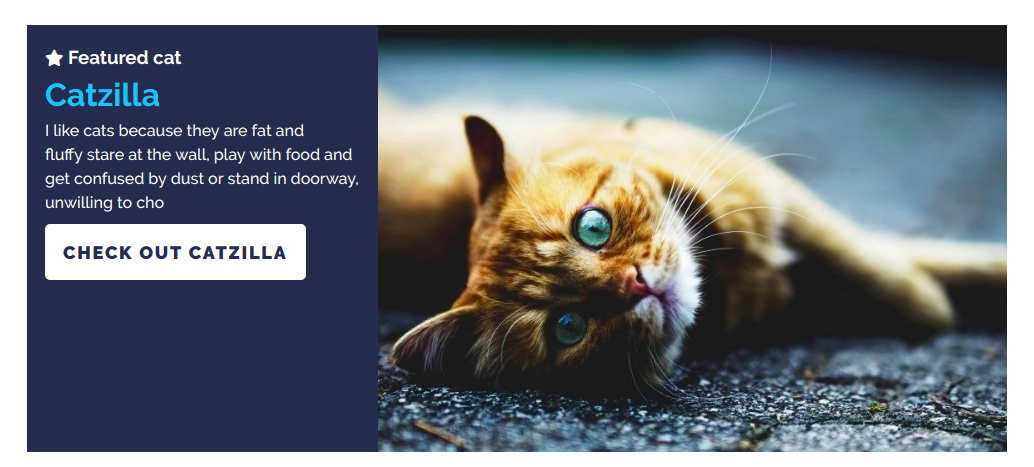 Featured cat
Catzilla
I like cats because they are fat and
fluffy stare at the wall, play with food and
get confused by dust or stand in doorway,
unwilling to cho
CHECK OUT CATZILLA